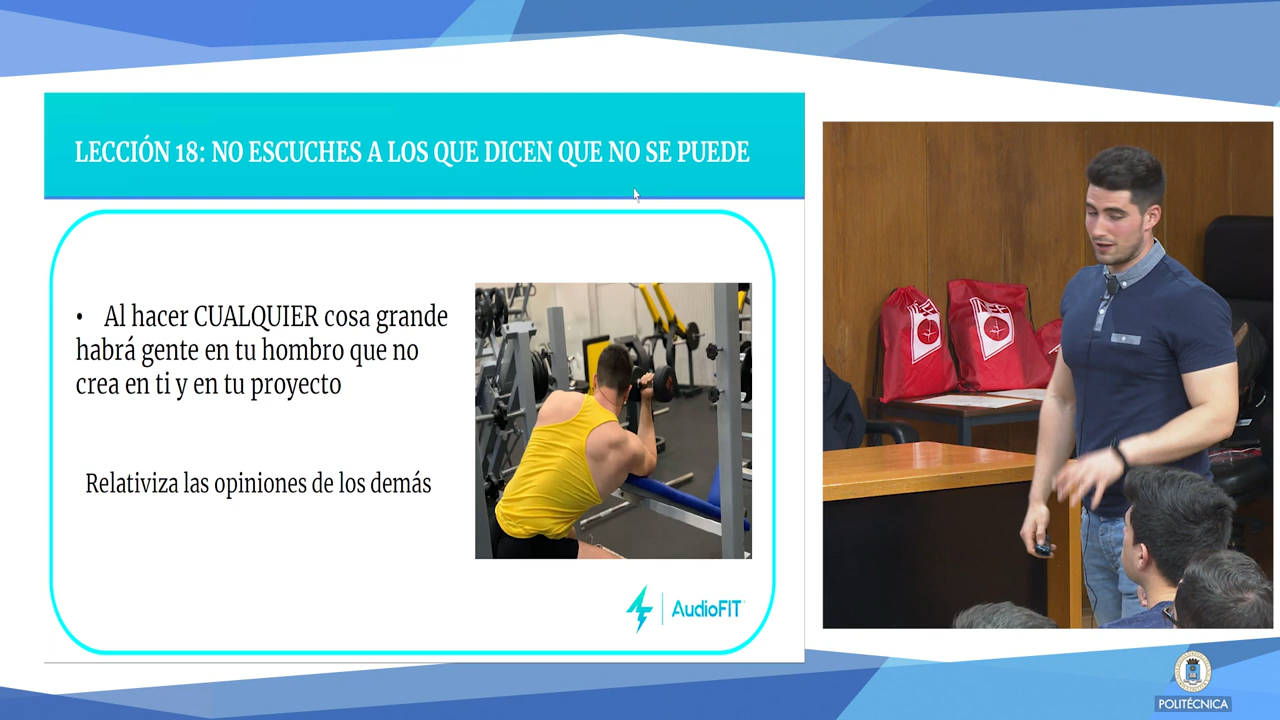 LECCIÓN 18: NO ESCUCHES A LOS QUE DICEN QUE NO SE PUEDE
• Al hacer CUALQUIER cosa grande
habrá gente en tu hombro que no
crea en ti y en tu proyecto
Relativiza las opiniones de los demás
AudioFIT
INEF
POLITÉCNICA